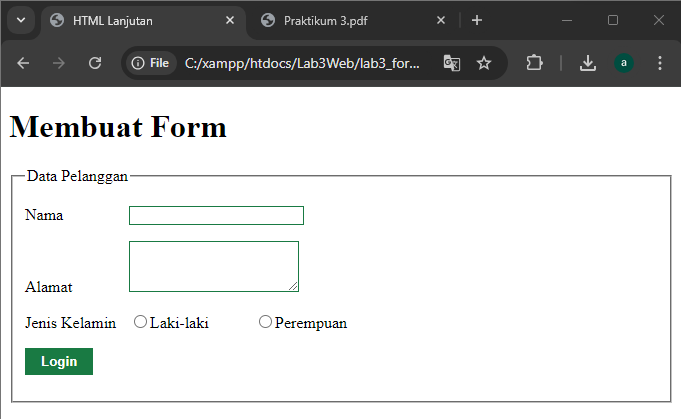 HTML Lanjutan
Praktikum 3.pdf
File
C:/xampp/htdocs/Lab3Web/lab3_for...
a
Membuat Form
Data Pelanggan
Nama
Alamat
Jenis Kelamin Laki-laki Perempuan
Login